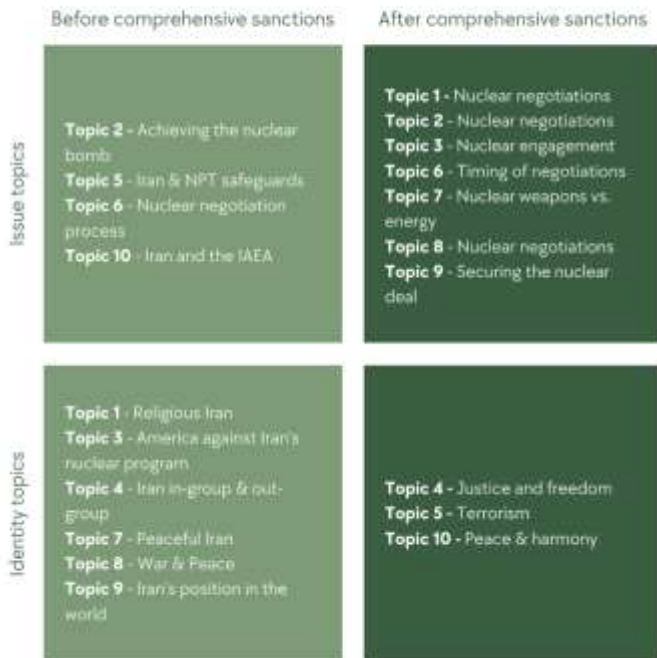 Before comprehensive sanctions
After comprehensive sanctions
Issue topics
Topic 2 - Achieving the nuclear
bomb
Topic 5 - Iran & NPT safeguards
Topic 6 - Nuclear negotiation
process
Topic 10 - Iran and the IAEA
Topic 1 - Nuclear negotiations
Topic 2 - Nuclear negotiations
Topic 3 - Nuclear engagement
Topic 6 - Timing of negotiations
Topic 7 - Nuclear weapons vs.
energy
Topic 8 - Nuclear negotiations
Topic 9 - Securing the nuclear
deal
Identity topics
Topic 1 - Religious Iran
Topic 3 - America against Iran's
nuclear program
Topic 4 - Iran in-group & out-
group
Topic 7 - Peaceful Iran
Topic 8 - War & Peace
Topic 9 - Iran's position in the
world
Topic 4 - Justice and freedom
Topic 5 - Terrorism
Topic 10 - Peace & harmony